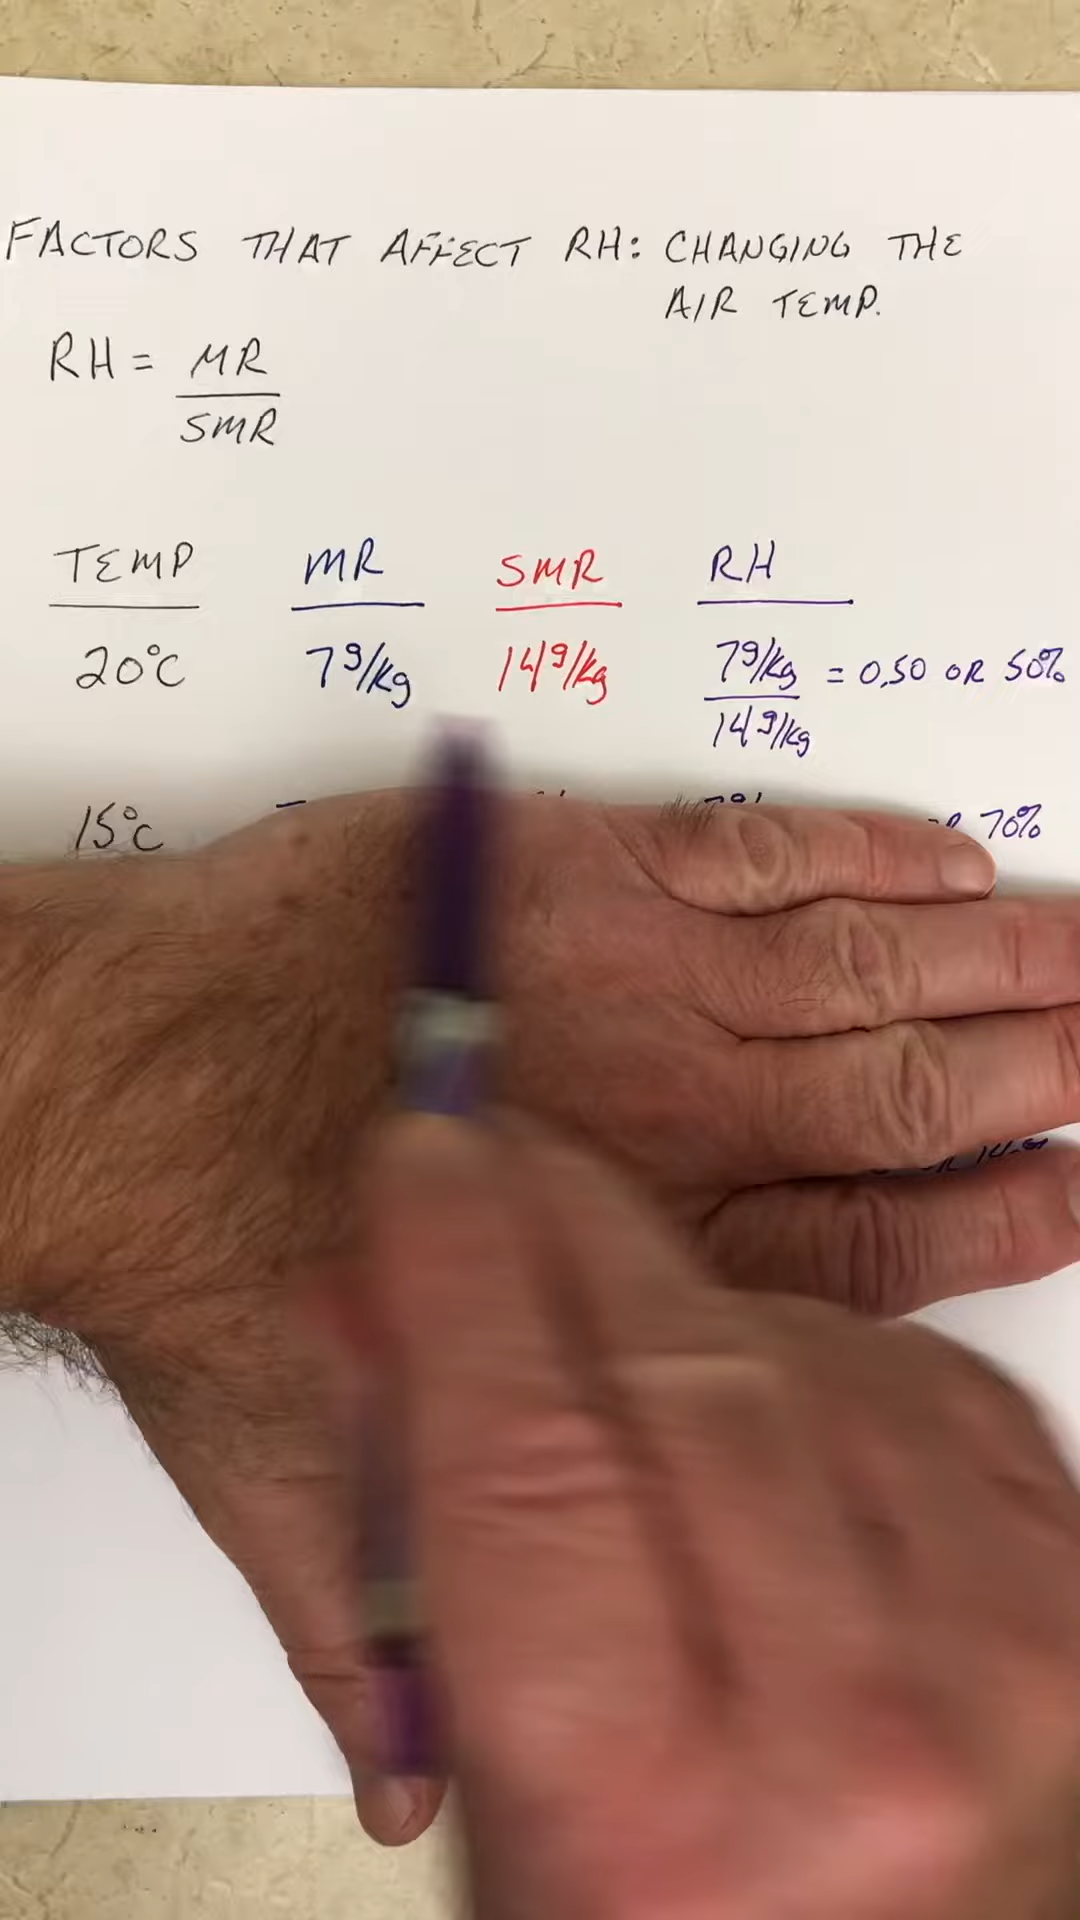 FACTORS THAT AFFECT RH: CHANGING THE
AIR TEMP.
RH = MR
SMR
TEMP MR SMR RH
20°C 7g/kg 14g/kg 7g/kg = 0.50 OR 50%
14g/kg
15°C 70%